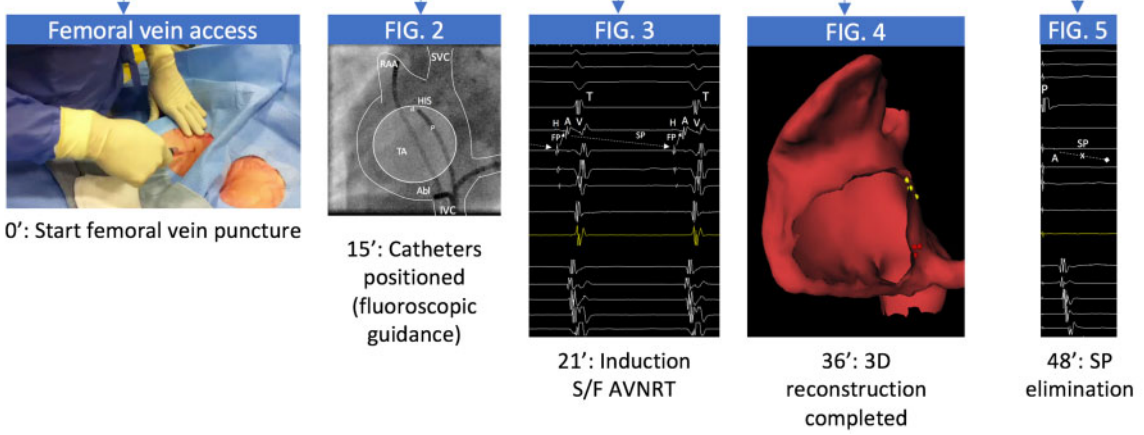 Femoral vein access
0’: Start femoral vein puncture
FIG. 2
RAA
SVC
HIS
d
P
TA
Abl
IVC
15’: Catheters
positioned
(fluoroscopic
guidance)
FIG. 3
T T
H A V H A V
FP SP FP
21’: Induction
S/F AVNRT
FIG. 4
36’: 3D
reconstruction
completed
FIG. 5
P
SP
A x
48’: SP
elimination